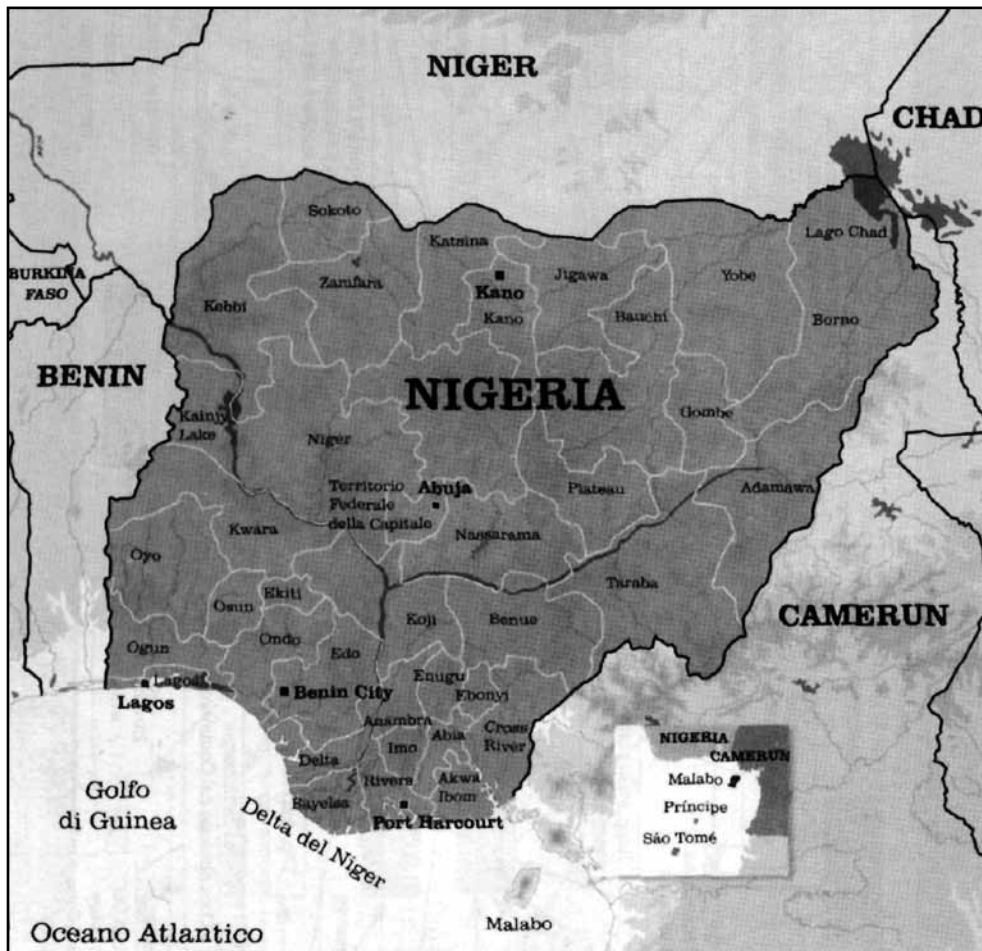 NIGER
CHAD
Sokoto
Katsina
Lago Chad
BURKINA
FASO
Zamfara
Kano
Jigawa
Yobe
Kebbi
Kano
Bauchi
Borno
BENIN
NIGERIA
Kainjy
Lake
Gombe
Niger
Territorio
Federale
della Capitale
Abuja
Plateau
Adamawa
Kwara
Nassarama
Oyo
Osun
Ekiti
Koji
Benue
Taraba
CAMERUN
Ogun
Ondo
Edo
Enugu
Ebonyi
Lagos
Lagos
Benin City
Anambra
Imo
Abia
Cross
River
Delta
Rivers
Akwa
Ibom
Bayelsa
Port Harcourt
Golfo
di Guinea
Delta del Niger
NIGERIA
CAMERUN
Malabo
Príncipe
São Tomé
Malabo
Oceano Atlantico